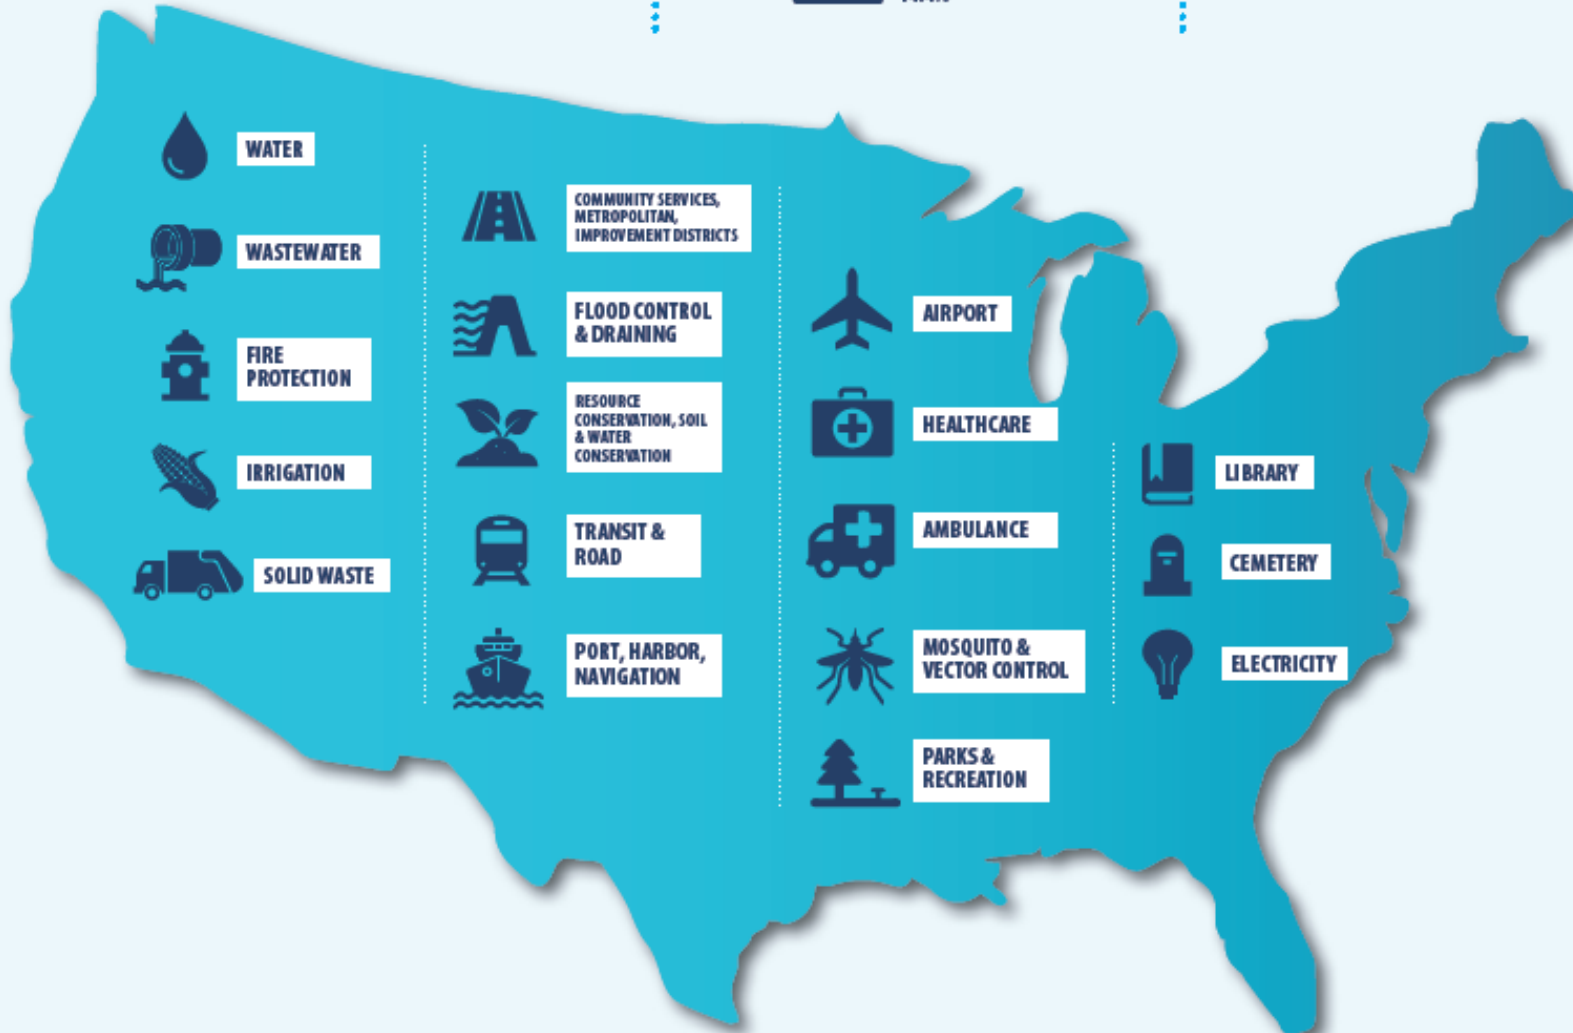 WATER
WASTEWATER
FIRE
PROTECTION
IRRIGATION
SOLID WASTE
COMMUNITY SERVICES,
METROPOLITAN,
IMPROVEMENT DISTRICTS
FLOOD CONTROL
& DRAINING
RESOURCE
CONSERVATION, SOIL
& WATER
CONSERVATION
TRANSIT &
ROAD
PORT, HARBOR,
NAVIGATION
AIRPORT
HEALTHCARE
AMBULANCE
MOSQUITO &
VECTOR CONTROL
PARKS &
RECREATION
LIBRARY
CEMETERY
ELECTRICITY